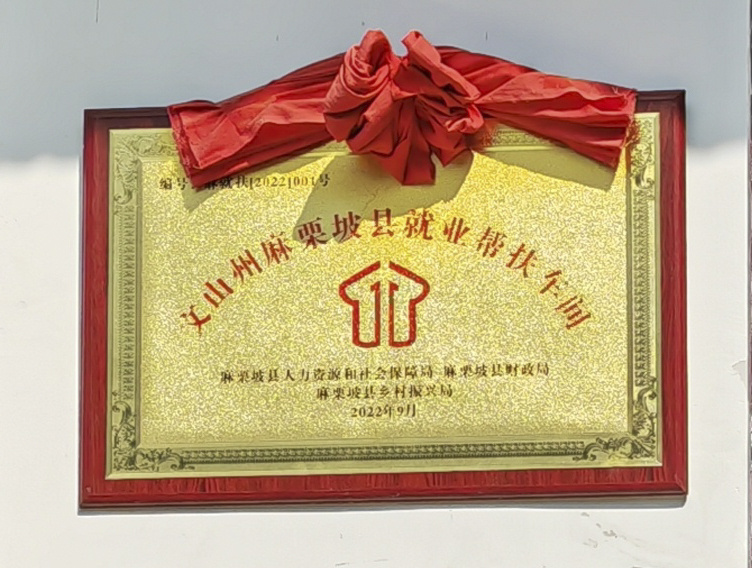 编号：麻就扶[2022]001号
文山州麻栗坡县就业帮扶车间
麻栗坡县人力资源和社会保障局 麻栗坡县财政局
麻栗坡县乡村振兴局
2022年9月